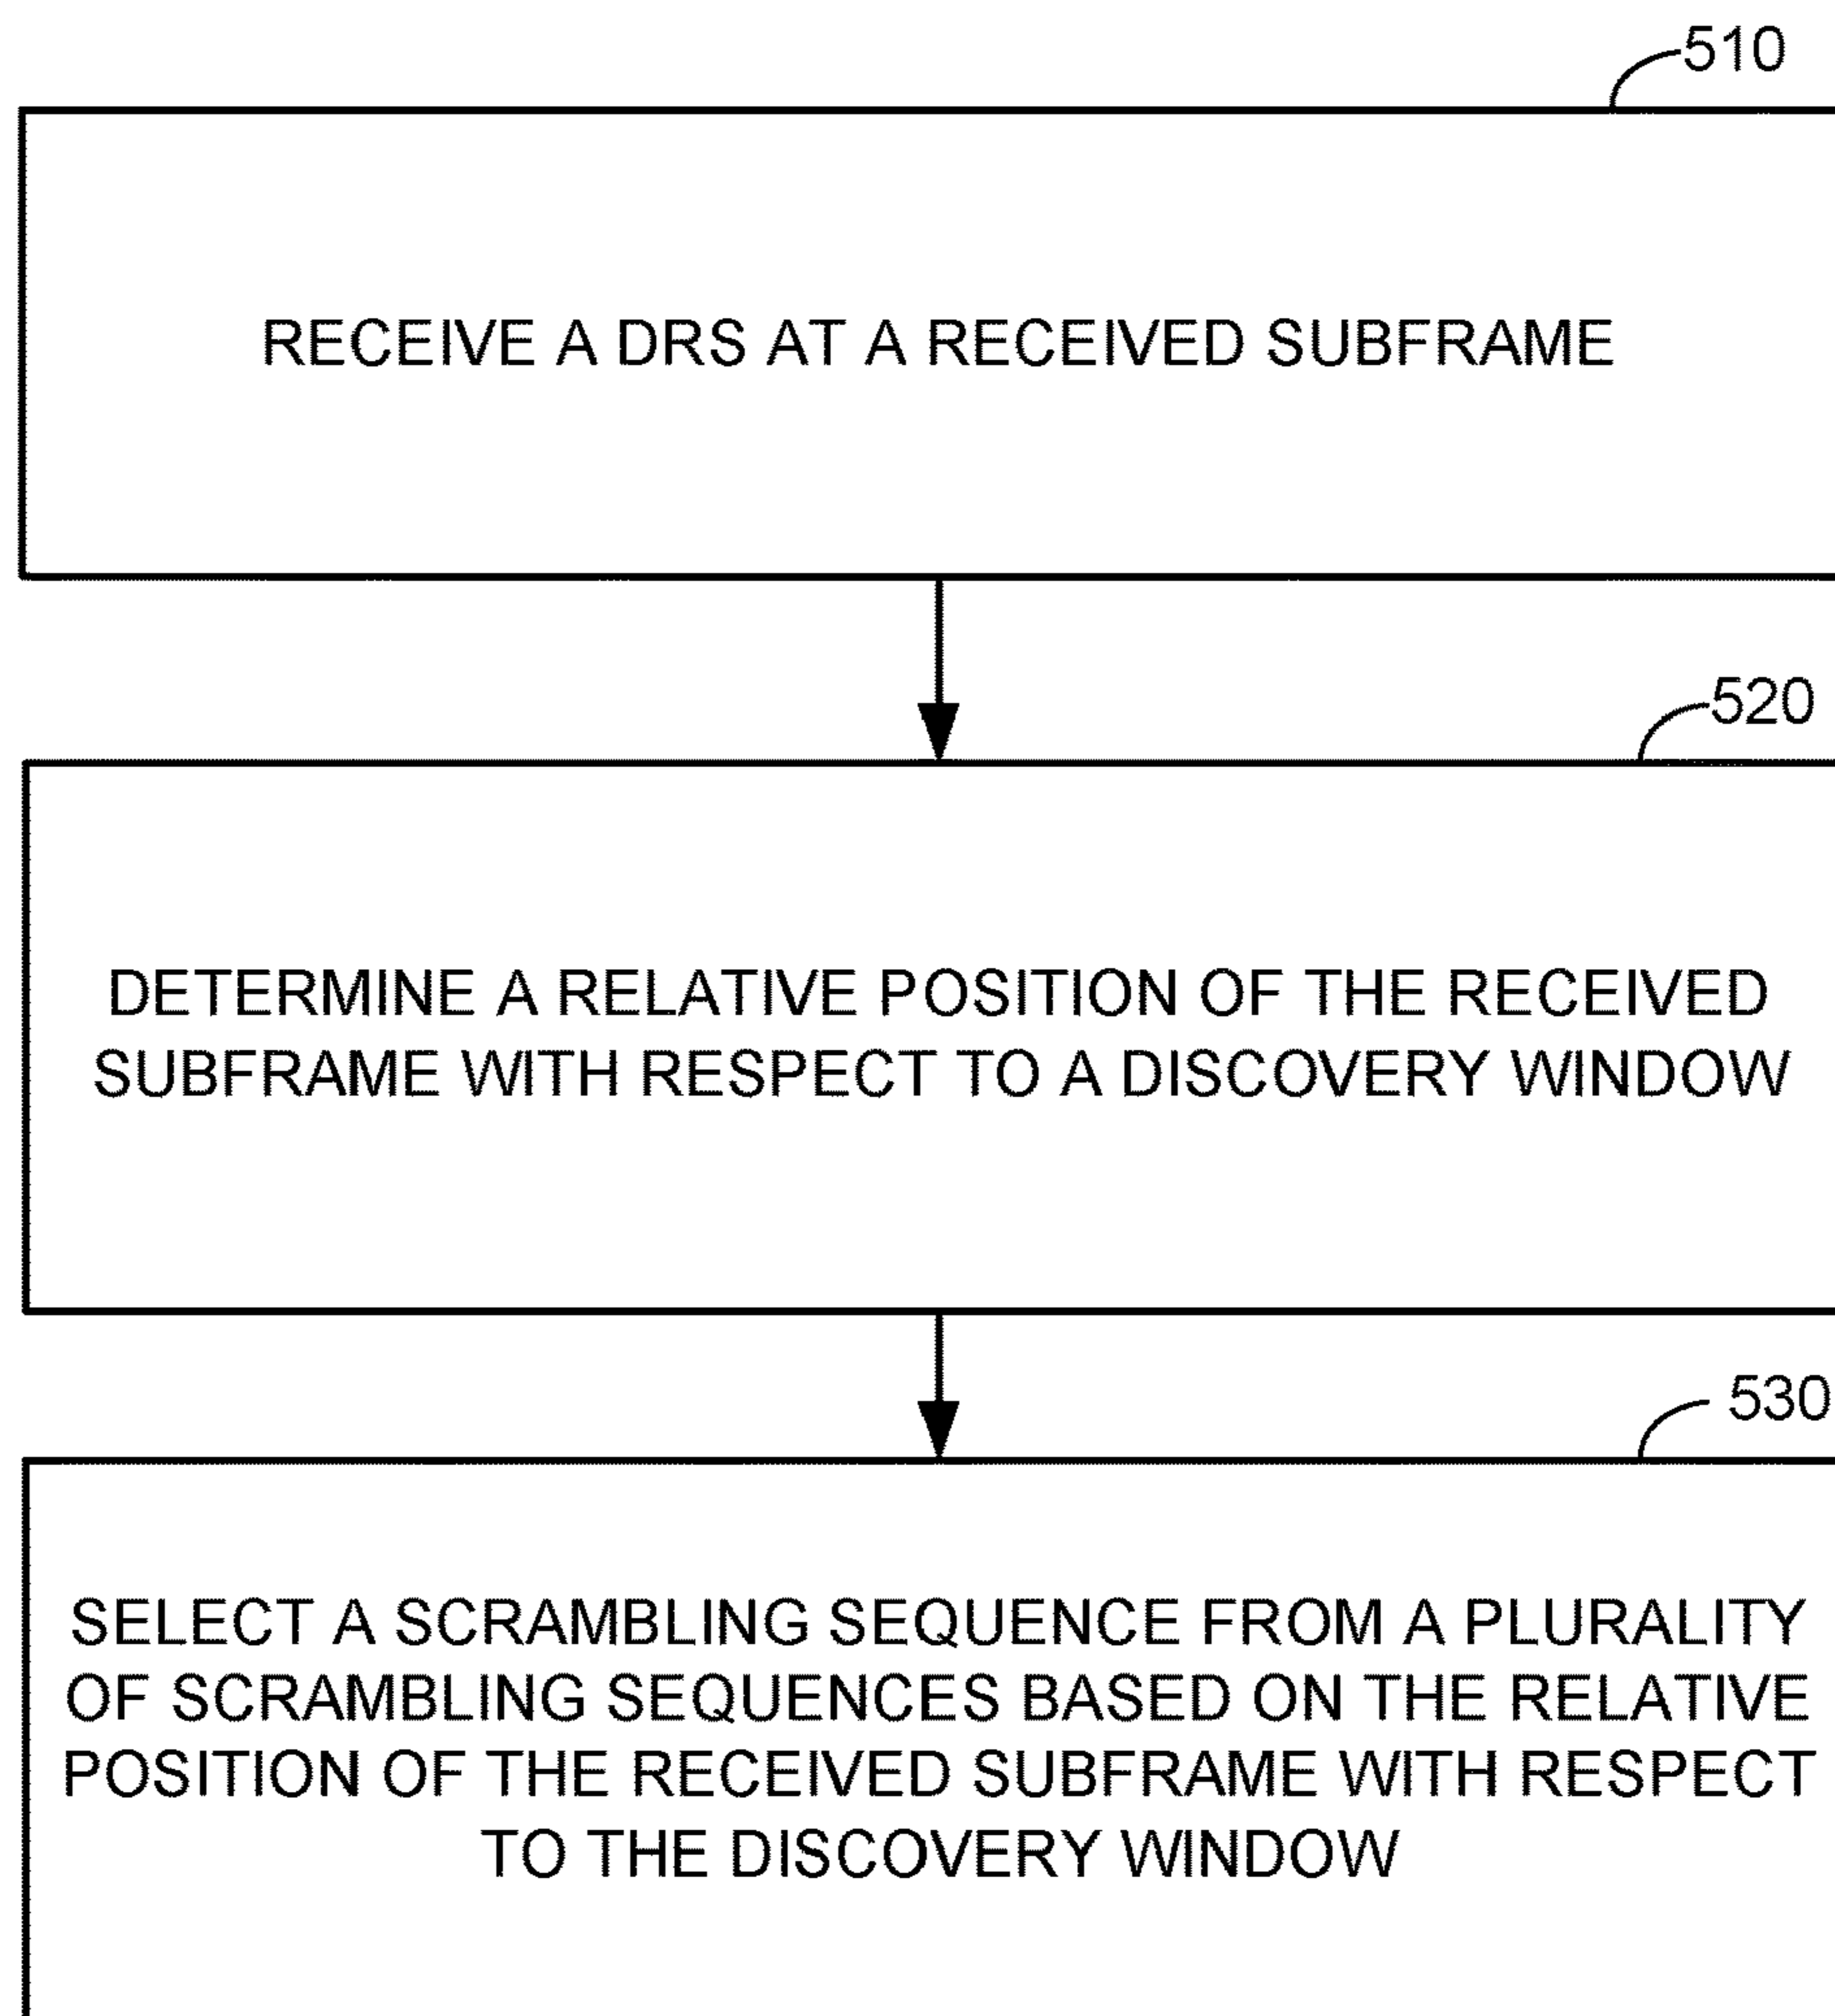 510
RECEIVE A DRS AT A RECEIVED SUBFRAME
520
DETERMINE A RELATIVE POSITION OF THE RECEIVED
SUBFRAME WITH RESPECT TO A DISCOVERY WINDOW
530
SELECT A SCRAMBLING SEQUENCE FROM A PLURALITY
OF SCRAMBLING SEQUENCES BASED ON THE RELATIVE
POSITION OF THE RECEIVED SUBFRAME WITH RESPECT
TO THE DISCOVERY WINDOW